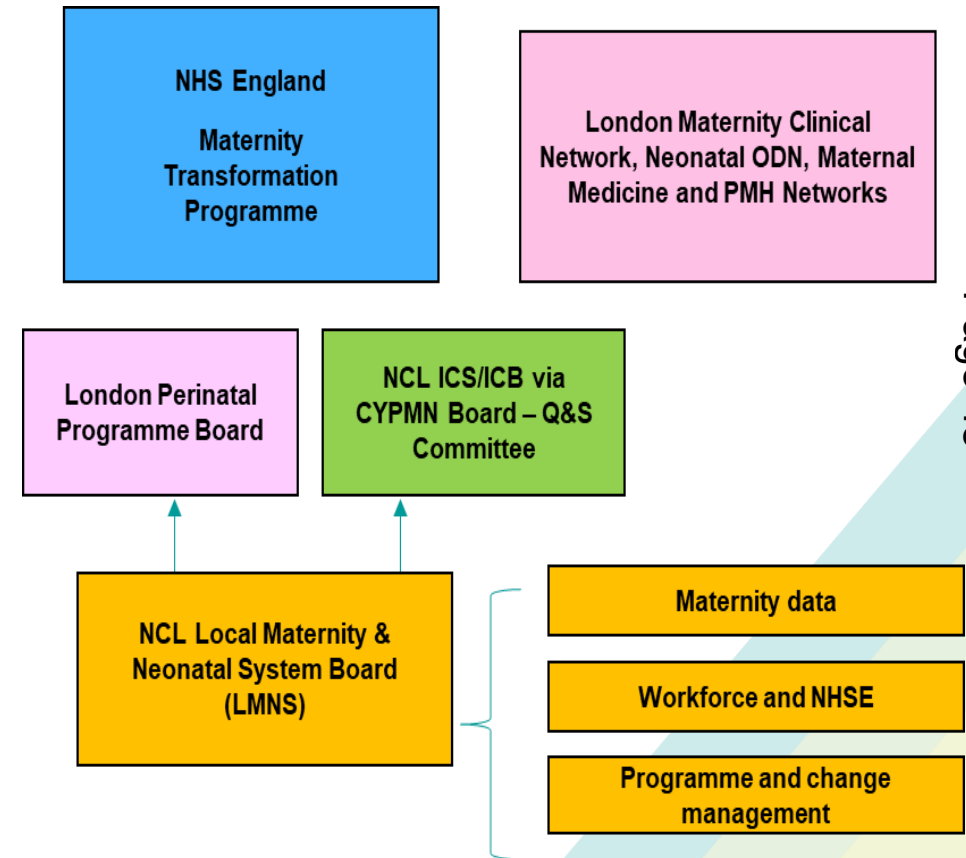 NHS England
Maternity
Transformation
Programme
London Maternity Clinical
Network, Neonatal ODN, Maternal
Medicine and PMH Networks
London Perinatal
Programme Board
NCL ICS/ICB via
CYPMN Board – Q&S
Committee
NCL Local Maternity &
Neonatal System Board
(LMNS)
Maternity data
Workforce and NHSE
Programme and change
management